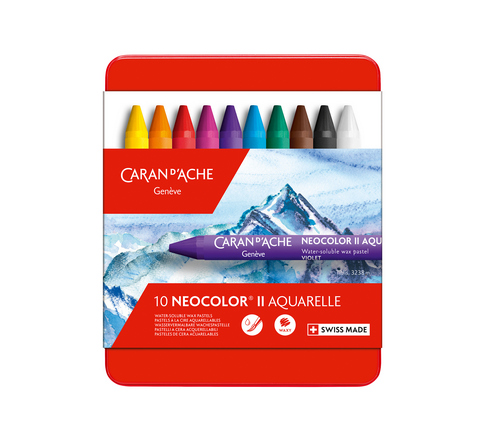 CARAN D'ACHE
Genève
CARAN D'ACHE
Genève
NEOCOLOR II AQU
Water-soluble wax pastel
VIOLET
10 NEOCOLOR® II AQUARELLE
WATER-SOLUBLE WAX PASTELS
PASTELS À LA CIRE AQUARELLABLES
WASSERVERMALBARE WACHSPASTELLE
PASTELLI A CERA ACQUERELLABILI
PASTELES DE CERA ACUARELABLES
WAXY
SWISS MADE